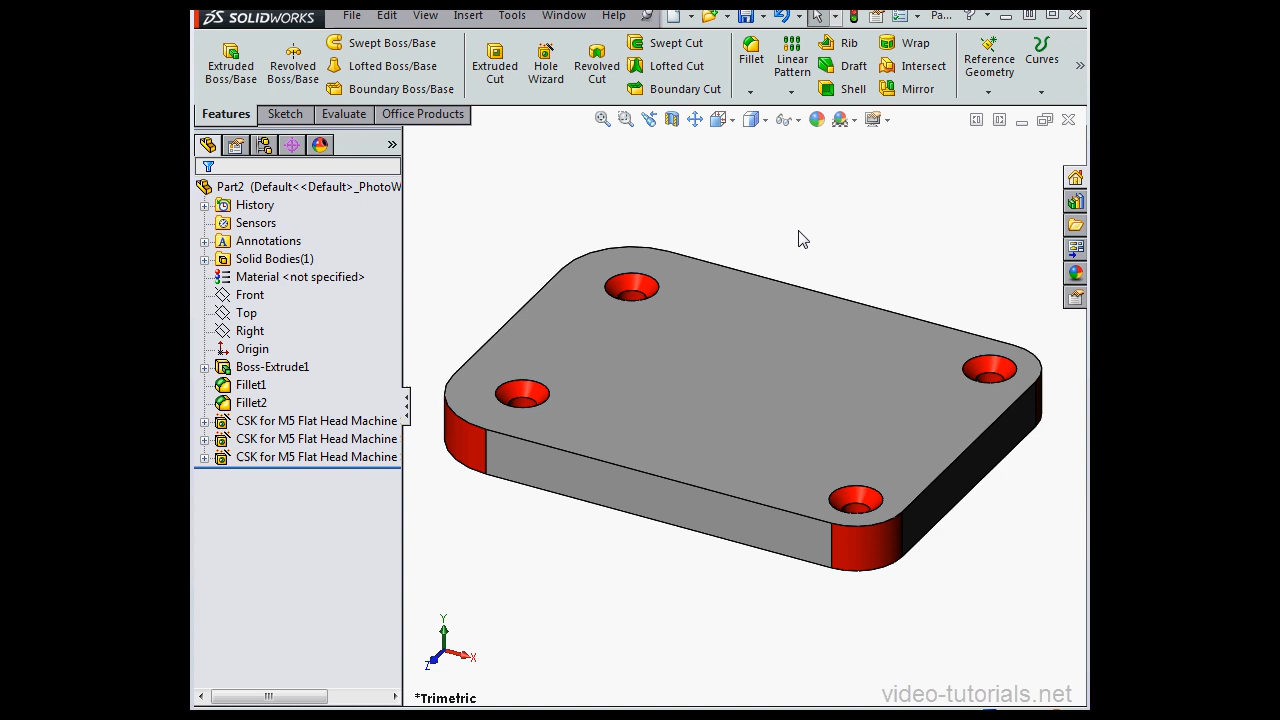 SOLIDWORKS File Edit View Insert Tools Window Help Pa... ?
Extruded Boss/Base
Revolved Boss/Base
Swept Boss/Base
Lofted Boss/Base
Boundary Boss/Base
Extruded Cut
Hole Wizard
Revolved Cut
Swept Cut
Lofted Cut
Boundary Cut
Fillet
Linear Pattern
Rib
Draft
Shell
Wrap
Intersect
Mirror
Reference Geometry
Curves
Features Sketch Evaluate Office Products
Part2 (Default<<Default>_PhotoW
History
Sensors
A Annotations
Solid Bodies(1)
Material <not specified>
Front
Top
Right
Origin
Boss-Extrude1
Fillet1
Fillet2
CSK for M5 Flat Head Machine
CSK for M5 Flat Head Machine
CSK for M5 Flat Head Machine
Y
X
Z
*Trimetric
video-tutorials.net